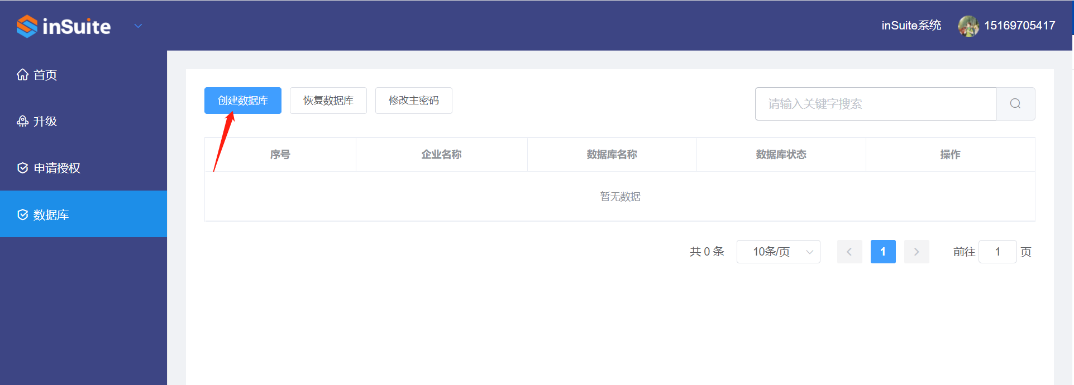 inSuite
inSuite系统
15169705417
首页
升级
申请授权
数据库
创建数据库 恢复数据库 修改主密码
请输入关键字搜索
序号 企业名称 数据库名称 数据库状态 操作
暂无数据
共 0 条 10条/页 1 前往 1 页